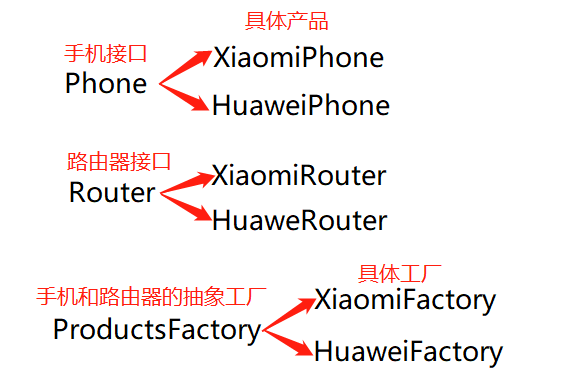 具体产品
手机接口
XiaomiPhone
Phone
HuaweiPhone
路由器接口
XiaomiRouter
Router
HuaweRouter
具体工厂
手机和路由器的抽象工厂
XiaomiFactory
ProductsFactory
HuaweiFactory